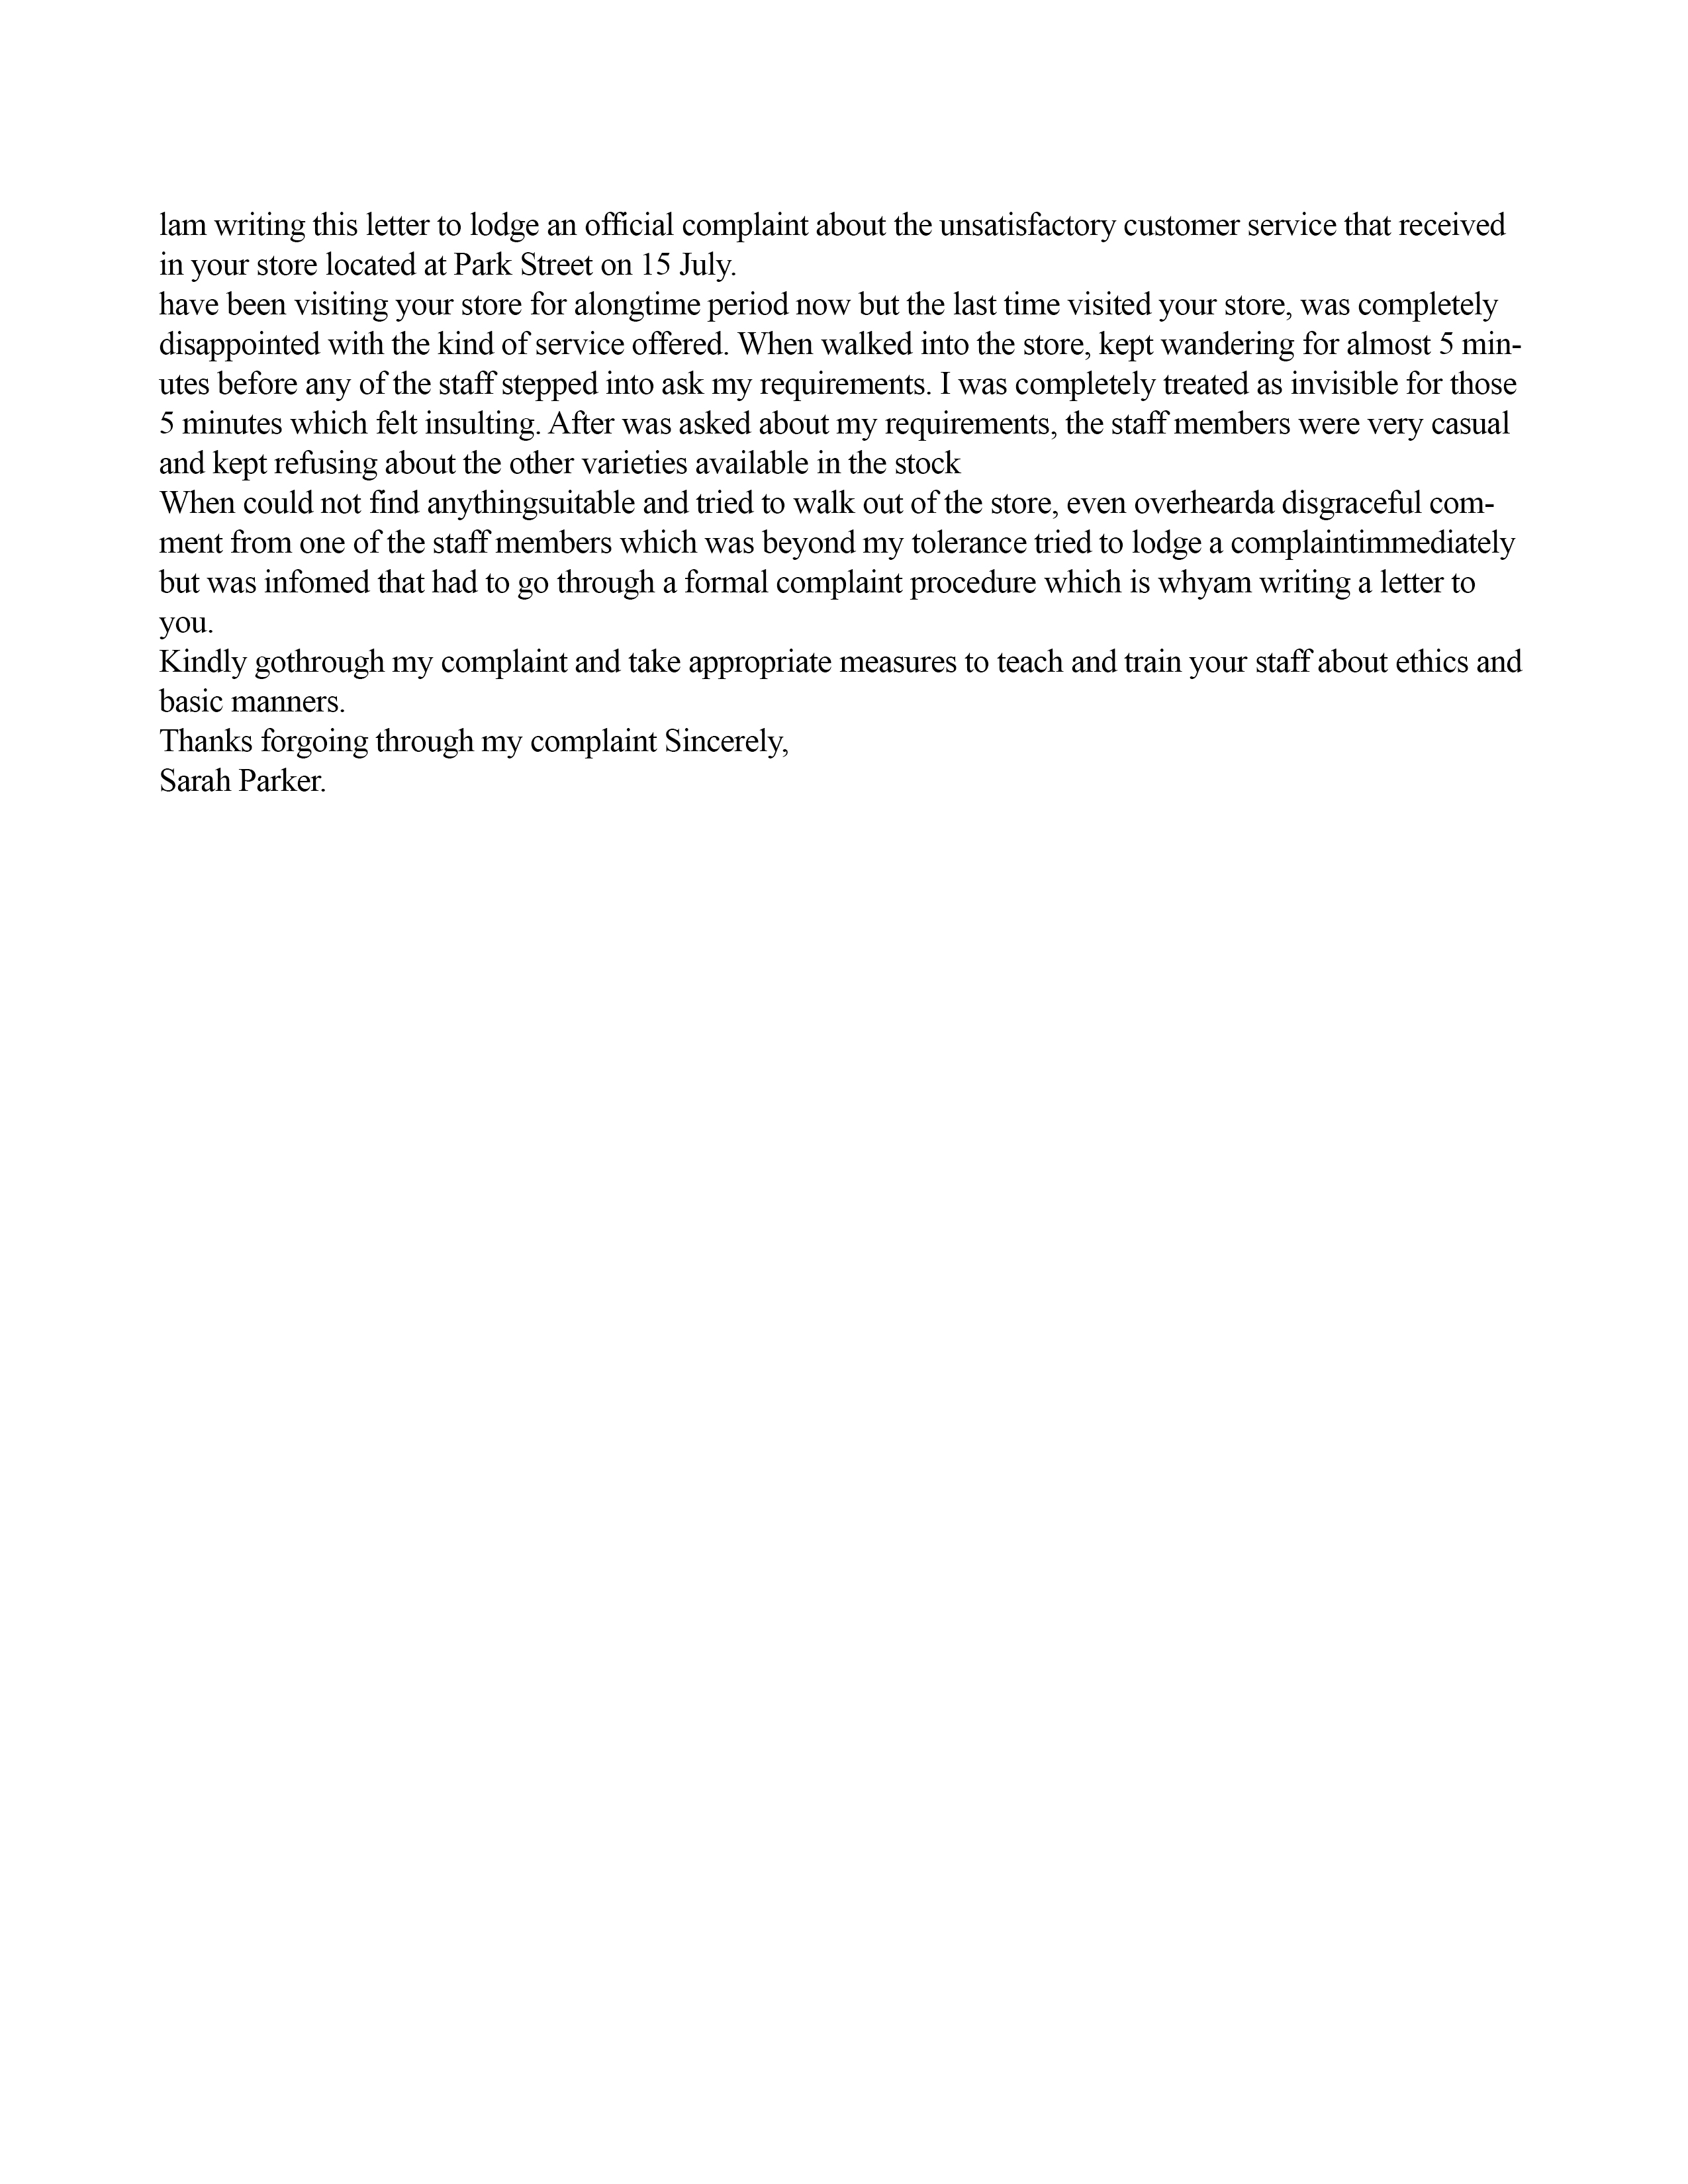 lam writing this letter to lodge an official complaint about the unsatisfactory customer service that received
in your store located at Park Street on 15 July.
have been visiting your store for alongtime period now but the last time visited your store, was completely
disappointed with the kind of service offered. When walked into the store, kept wandering for almost 5 min-
utes before any of the staff stepped into ask my requirements. I was completely treated as invisible for those
5 minutes which felt insulting. After was asked about my requirements, the staff members were very casual
and kept refusing about the other varieties available in the stock
When could not find anythingsuitable and tried to walk out of the store, even overhearda disgraceful com-
ment from one of the staff members which was beyond my tolerance tried to lodge a complaintimmediately
but was infomed that had to go through a formal complaint procedure which is whyam writing a letter to
you.
Kindly gothrough my complaint and take appropriate measures to teach and train your staff about ethics and
basic manners.
Thanks forgoing through my complaint Sincerely,
Sarah Parker.